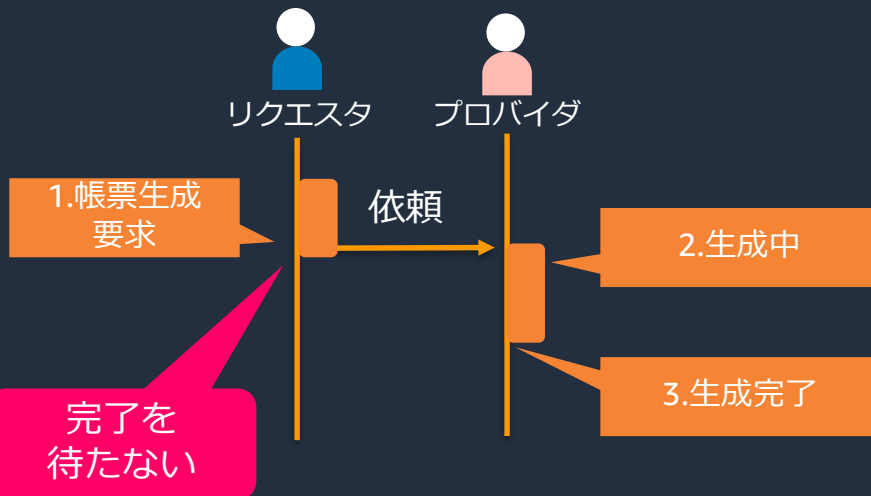 リクエスタ
プロバイダ
1.帳票生成
要求
依頼
2.生成中
3.生成完了
完了を
待たない